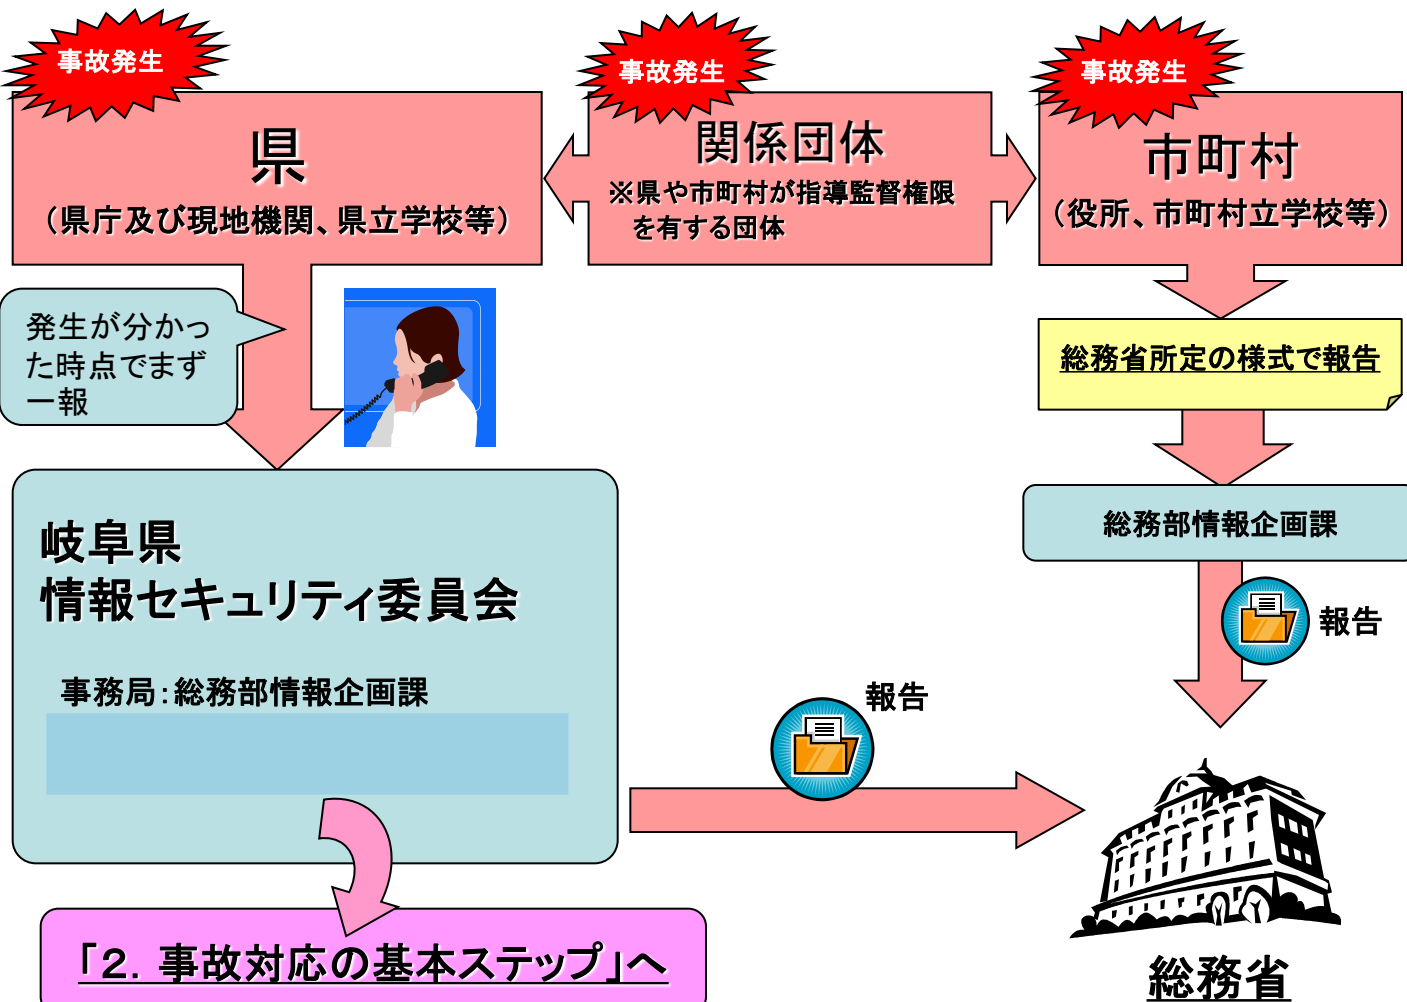 事故発生
事故発生
事故発生
県
（県庁及び現地機関、県立学校等）
関係団体
※県や市町村が指導監督権限
を有する団体
市町村
（役所、市町村立学校等）
発生が分かっ
た時点でまず
一報
総務省所定の様式で報告
総務部情報企画課
報告
岐阜県
情報セキュリティ委員会
事務局：総務部情報企画課
報告
「２．事故対応の基本ステップ」へ
総務省